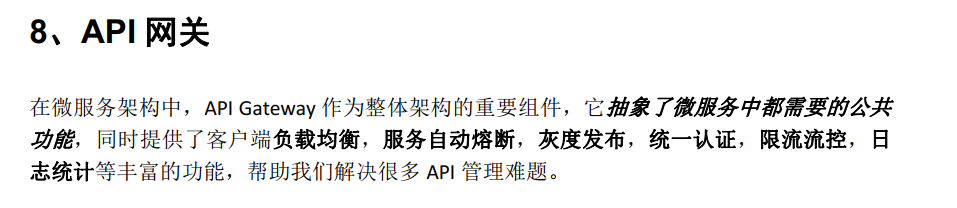 8、API 网关
在微服务架构中，API Gateway 作为整体架构的重要组件，它抽象了微服务中都需要的公共
功能，同时提供了客户端负载均衡，服务自动熔断，灰度发布，统一认证，限流流控，日
志统计等丰富的功能，帮助我们解决很多 API 管理难题。